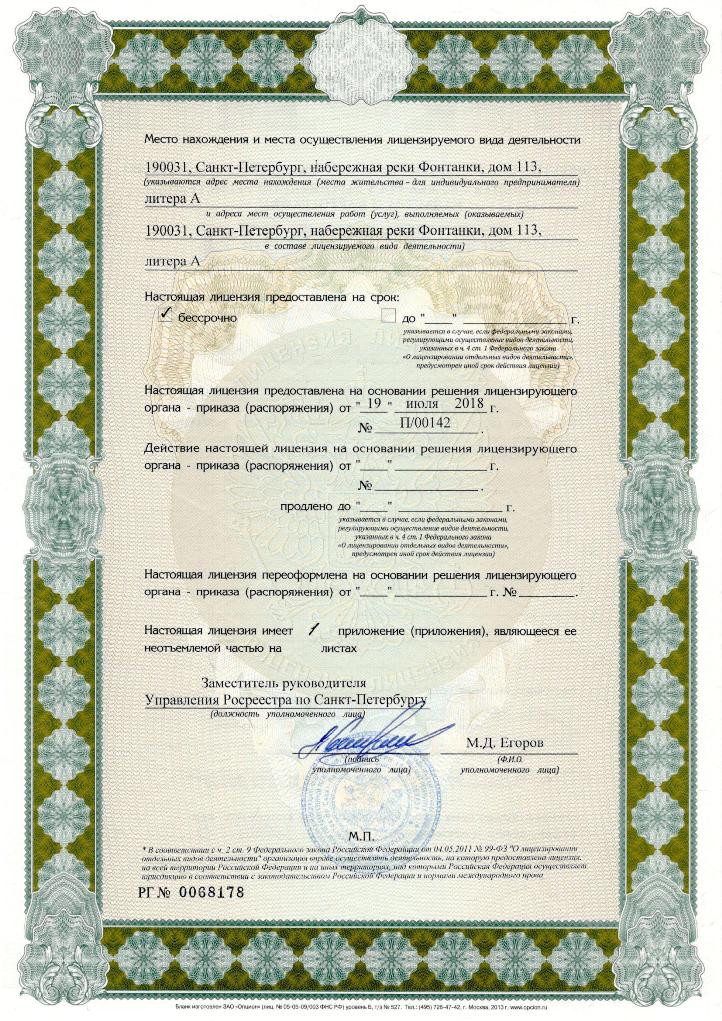 Место нахождения и места осуществления лицензируемого вида деятельности
190031, Санкт-Петербург, набережная реки Фонтанки, дом 113,
(указываются адрес места нахождения (места жительства - для индивидуального предпринимателя)
литера А
и адреса мест осуществления работ (услуг), выполняемых (оказываемых)
190031, Санкт-Петербург, набережная реки Фонтанки, дом 113,
в составе лицензируемого вида деятельности)
литера А
Настоящая лицензия предоставлена на срок:
✓ бессрочно до "____" ________________ г.
указывается в случае, если федеральными законами,
регулирующими осуществление видов деятельности,
указанных в ч. 4 ст. 1 Федерального закона
«О лицензировании отдельных видов деятельности»,
предусмотрен иной срок действия лицензии)
Настоящая лицензия предоставлена на основании решения лицензирующего
органа - приказа (распоряжения) от "19" июля 2018 г.
№ П/00142
Действие настоящей лицензии на основании решения лицензирующего
органа - приказа (распоряжения) от "____" ______________ г.
№ ________________ .
продлено до "____" ________________ г.
указывается в случае, если федеральными законами,
регулирующими осуществление видов деятельности,
указанных в ч. 4 ст. 1 Федерального закона
«О лицензировании отдельных видов деятельности»,
предусмотрен иной срок действия лицензии)
Настоящая лицензия переоформлена на основании решения лицензирующего
органа - приказа (распоряжения) от "____" ______________ г. № _________ .
Настоящая лицензия имеет 1 приложение (приложения), являющееся ее
неотъемлемой частью на листах
Заместитель руководителя
Управления Росреестра по Санкт-Петербургу
(должность уполномоченного лица)
М.Д. Егоров
(подпись (Ф.И.О.
уполномоченного лица) уполномоченного лица)
М.П.
* В соответствии с ч. 2 ст. 9 Федерального закона Российской Федерации от 04.05.2011 № 99-ФЗ "О лицензировании
отдельных видов деятельности" организация вправе осуществлять деятельность, на которую предоставлена лицензия,
на всей территории Российской Федерации и на иных территориях, над которыми Российская Федерация осуществляет
юрисдикцию в соответствии с законодательством Российской Федерации и нормами международного права
РГ № 0068178
Бланк изготовлен ЗАО «Опцион» (лиц. № 05-05-09/003 ФНС РФ) уровень Б, т/з № 527. Тел.: (495) 726-47-42, г. Москва, 2013 г. www.opcion.ru